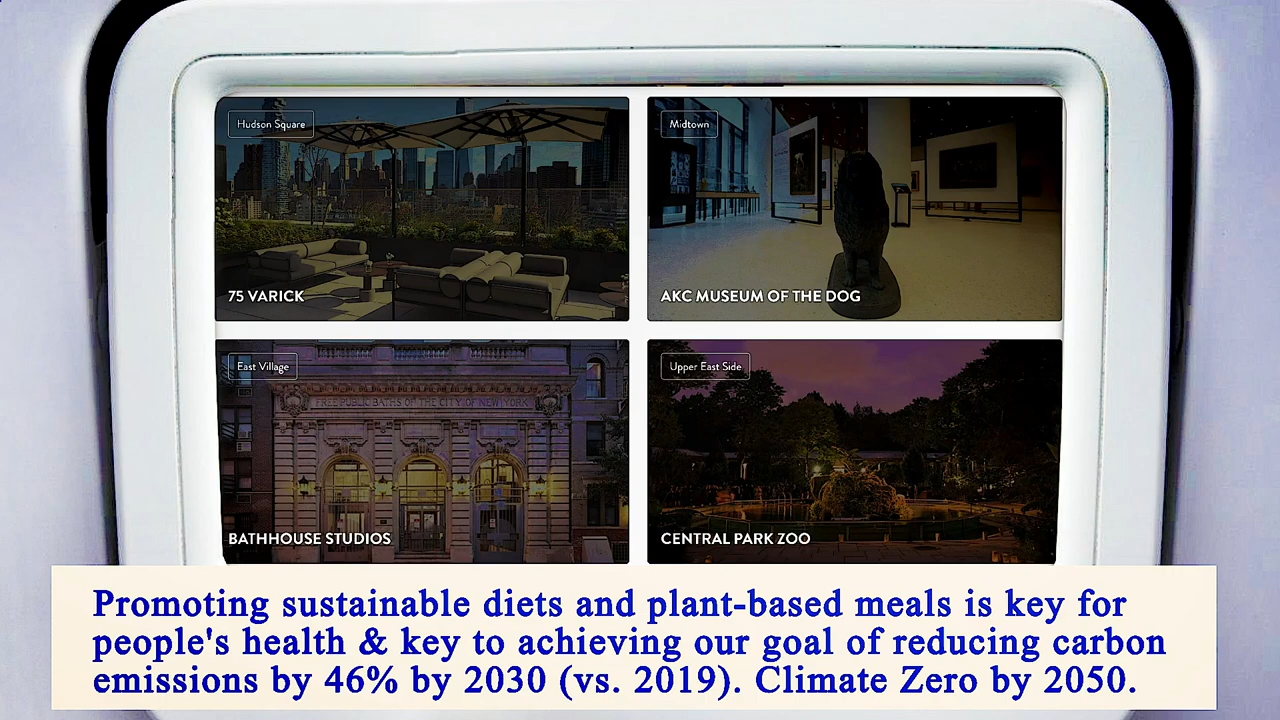 Hudson Square
75 VARICK
Midtown
AKC MUSEUM OF THE DOG
East Village
FREE PUBLIC BATHS OF THE CITY OF NEW YORK
BATHHOUSE STUDIOS
Upper East Side
CENTRAL PARK ZOO
Promoting sustainable diets and plant-based meals is key for
people's health & key to achieving our goal of reducing carbon
emissions by 46% by 2030 (vs. 2019). Climate Zero by 2050.